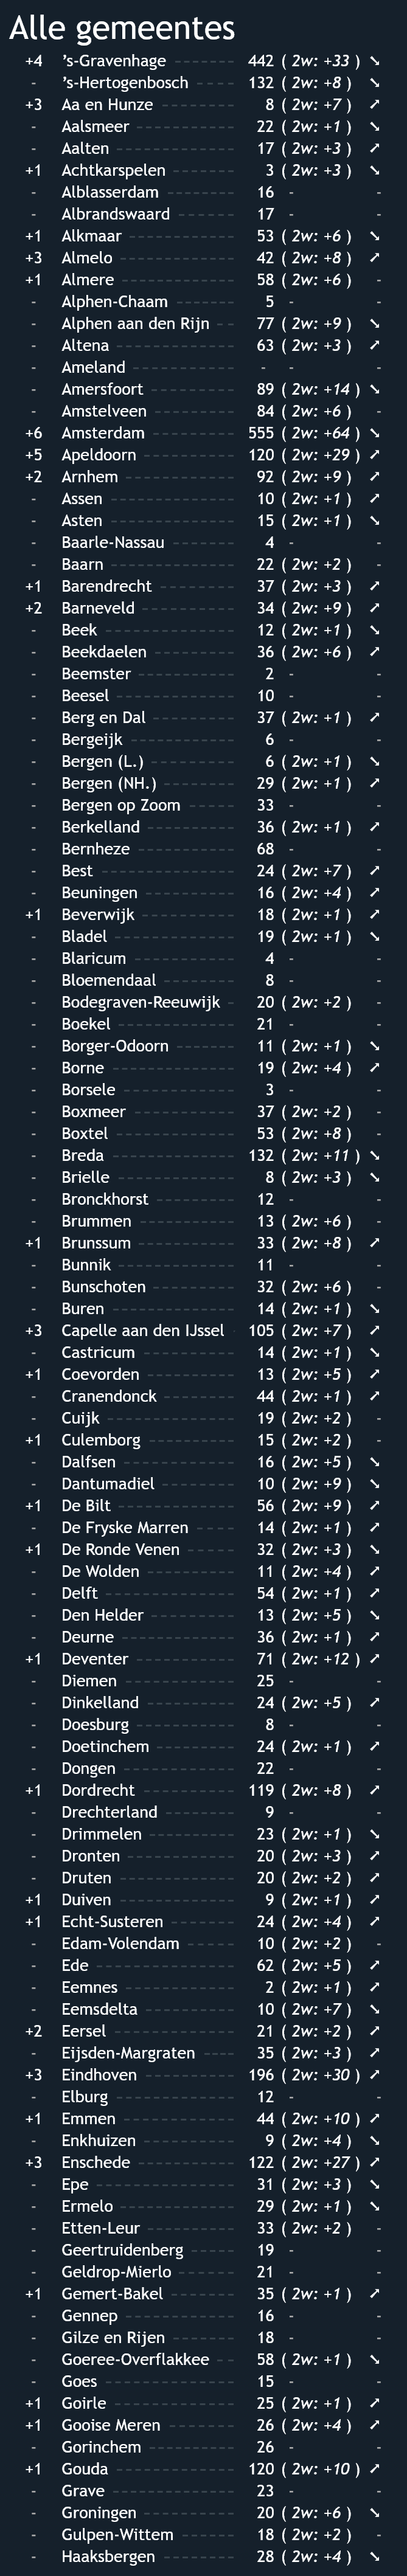 Alle gemeentes
+4 ’s-Gravenhage 442 ( 2w: +33 ) ➘
- ’s-Hertogenbosch 132 ( 2w: +8 ) ➘
+3 Aa en Hunze 8 ( 2w: +7 ) ➚
- Aalsmeer 22 ( 2w: +1 ) ➘
- Aalten 17 ( 2w: +3 ) ➚
+1 Achtkarspelen 3 ( 2w: +3 ) ➘
- Alblasserdam 16 - -
- Albrandswaard 17 - -
+1 Alkmaar 53 ( 2w: +6 ) ➘
+3 Almelo 42 ( 2w: +8 ) ➚
+1 Almere 58 ( 2w: +6 ) -
- Alphen-Chaam 5 - -
- Alphen aan den Rijn 77 ( 2w: +9 ) ➘
- Altena 63 ( 2w: +3 ) ➚
- Ameland - - -
- Amersfoort 89 ( 2w: +14 ) ➘
- Amstelveen 84 ( 2w: +6 ) -
+6 Amsterdam 555 ( 2w: +64 ) ➘
+5 Apeldoorn 120 ( 2w: +29 ) ➚
+2 Arnhem 92 ( 2w: +9 ) ➚
- Assen 10 ( 2w: +1 ) ➚
- Asten 15 ( 2w: +1 ) ➘
- Baarle-Nassau 4 - -
- Baarn 22 ( 2w: +2 ) -
+1 Barendrecht 37 ( 2w: +3 ) ➚
+2 Barneveld 34 ( 2w: +9 ) ➚
- Beek 12 ( 2w: +1 ) ➘
- Beekdaelen 36 ( 2w: +6 ) ➚
- Beemster 2 - -
- Beesel 10 - -
- Berg en Dal 37 ( 2w: +1 ) ➚
- Bergeijk 6 - -
- Bergen (L.) 6 ( 2w: +1 ) ➘
- Bergen (NH.) 29 ( 2w: +1 ) ➚
- Bergen op Zoom 33 - -
- Berkelland 36 ( 2w: +1 ) ➚
- Bernheze 68 - -
- Best 24 ( 2w: +7 ) ➚
- Beuningen 16 ( 2w: +4 ) ➚
+1 Beverwijk 18 ( 2w: +1 ) ➚
- Bladel 19 ( 2w: +1 ) ➘
- Blaricum 4 - -
- Bloemendaal 8 - -
- Bodegraven-Reeuwijk 20 ( 2w: +2 ) -
- Boekel 21 - -
- Borger-Odoorn 11 ( 2w: +1 ) ➘
- Borne 19 ( 2w: +4 ) ➚
- Borsele 3 - -
- Boxmeer 37 ( 2w: +2 ) -
- Boxtel 53 ( 2w: +8 ) -
- Breda 132 ( 2w: +11 ) ➘
- Brielle 8 ( 2w: +3 ) ➘
- Bronckhorst 12 - -
- Brummen 13 ( 2w: +6 ) -
+1 Brunssum 33 ( 2w: +8 ) ➚
- Bunnik 11 - -
- Bunschoten 32 ( 2w: +6 ) -
- Buren 14 ( 2w: +1 ) ➘
+3 Capelle aan den IJssel 105 ( 2w: +7 ) ➚
- Castricum 14 ( 2w: +1 ) ➘
+1 Coevorden 13 ( 2w: +5 ) ➚
- Cranendonck 44 ( 2w: +1 ) ➚
- Cuijk 19 ( 2w: +2 ) -
+1 Culemborg 15 ( 2w: +2 ) -
- Dalfsen 16 ( 2w: +5 ) ➘
- Dantumadiel 10 ( 2w: +9 ) ➘
+1 De Bilt 56 ( 2w: +9 ) ➚
- De Fryske Marren 14 ( 2w: +1 ) ➚
+1 De Ronde Venen 32 ( 2w: +3 ) ➘
- De Wolden 11 ( 2w: +4 ) ➚
- Delft 54 ( 2w: +1 ) ➚
- Den Helder 13 ( 2w: +5 ) ➘
- Deurne 36 ( 2w: +1 ) ➚
+1 Deventer 71 ( 2w: +12 ) ➚
- Diemen 25 - -
- Dinkelland 24 ( 2w: +5 ) ➚
- Doesburg 8 - -
- Doetinchem 24 ( 2w: +1 ) ➚
- Dongen 22 - -
+1 Dordrecht 119 ( 2w: +8 ) ➚
- Drechterland 9 - -
- Drimmelen 23 ( 2w: +1 ) ➘
- Dronten 20 ( 2w: +3 ) ➚
- Druten 20 ( 2w: +2 ) ➚
+1 Duiven 9 ( 2w: +1 ) ➚
+1 Echt-Susteren 24 ( 2w: +4 ) ➚
- Edam-Volendam 10 ( 2w: +2 ) -
- Ede 62 ( 2w: +5 ) ➚
- Eemnes 2 ( 2w: +1 ) ➚
- Eemsdelta 10 ( 2w: +7 ) ➘
+2 Eersel 21 ( 2w: +2 ) ➚
- Eijsden-Margraten 35 ( 2w: +3 ) ➚
+3 Eindhoven 196 ( 2w: +30 ) ➚
- Elburg 12 - -
+1 Emmen 44 ( 2w: +10 ) ➚
- Enkhuizen 9 ( 2w: +4 ) ➘
+3 Enschede 122 ( 2w: +27 ) ➚
- Epe 31 ( 2w: +3 ) ➘
- Ermelo 29 ( 2w: +1 ) ➘
- Etten-Leur 33 ( 2w: +2 ) -
- Geertruidenberg 19 - -
- Geldrop-Mierlo 21 - -
+1 Gemert-Bakel 35 ( 2w: +1 ) ➚
- Gennep 16 - -
- Gilze en Rijen 18 - -
- Goeree-Overflakkee 58 ( 2w: +1 ) ➘
- Goes 15 - -
+1 Goirle 25 ( 2w: +1 ) ➚
+1 Gooise Meren 26 ( 2w: +4 ) ➚
- Gorinchem 26 - -
+1 Gouda 120 ( 2w: +10 ) ➚
- Grave 23 - -
- Groningen 20 ( 2w: +6 ) ➘
- Gulpen-Wittem 18 ( 2w: +2 ) -
- Haaksbergen 28 ( 2w: +4 ) ➘